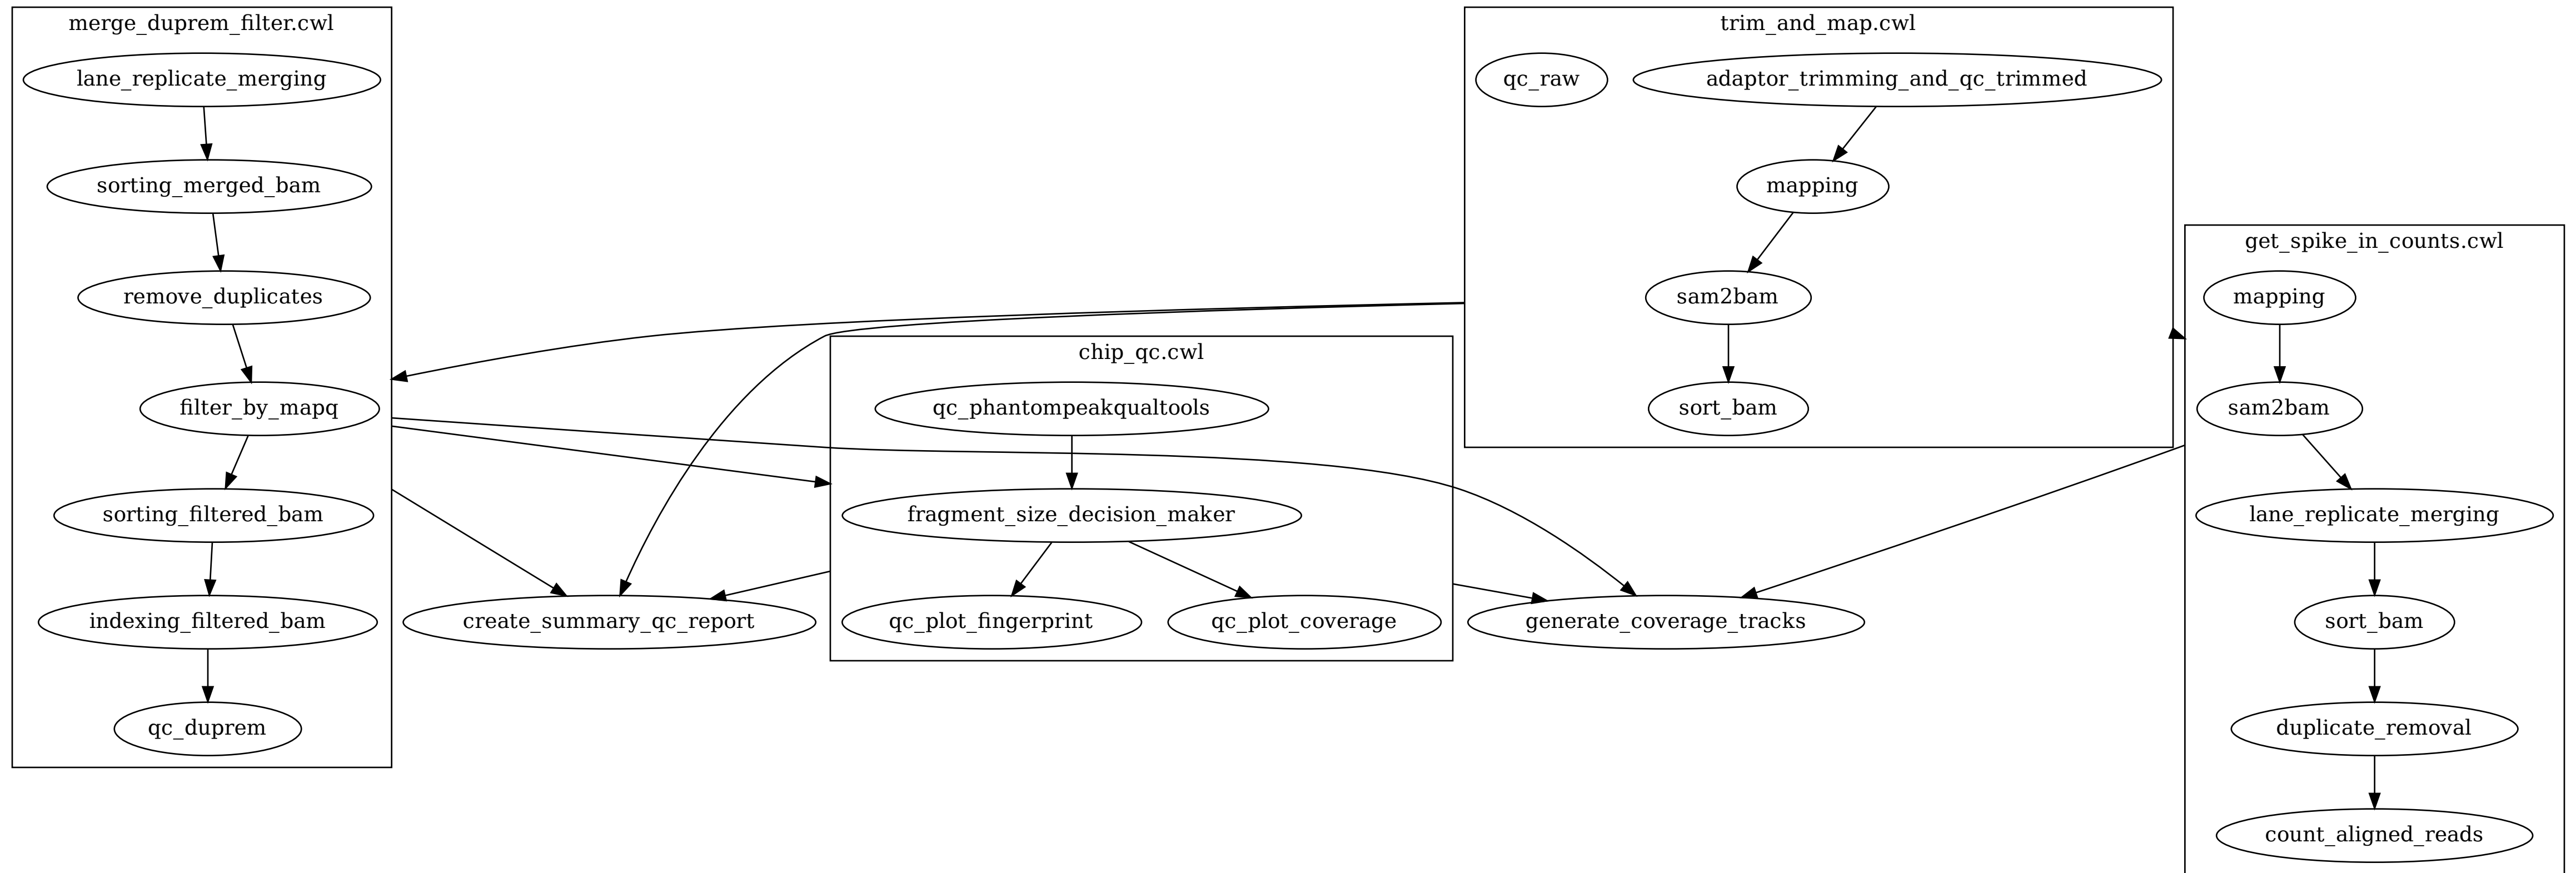 merge_duprem_filter.cwl
lane_replicate_merging
sorting_merged_bam
remove_duplicates
filter_by_mapq
sorting_filtered_bam
indexing_filtered_bam
qc_duprem
create_summary_qc_report
chip_qc.cwl
qc_phantompeakqualtools
fragment_size_decision_maker
qc_plot_fingerprint
qc_plot_coverage
trim_and_map.cwl
qc_raw
adaptor_trimming_and_qc_trimmed
mapping
sam2bam
sort_bam
generate_coverage_tracks
get_spike_in_counts.cwl
mapping
sam2bam
lane_replicate_merging
sort_bam
duplicate_removal
count_aligned_reads